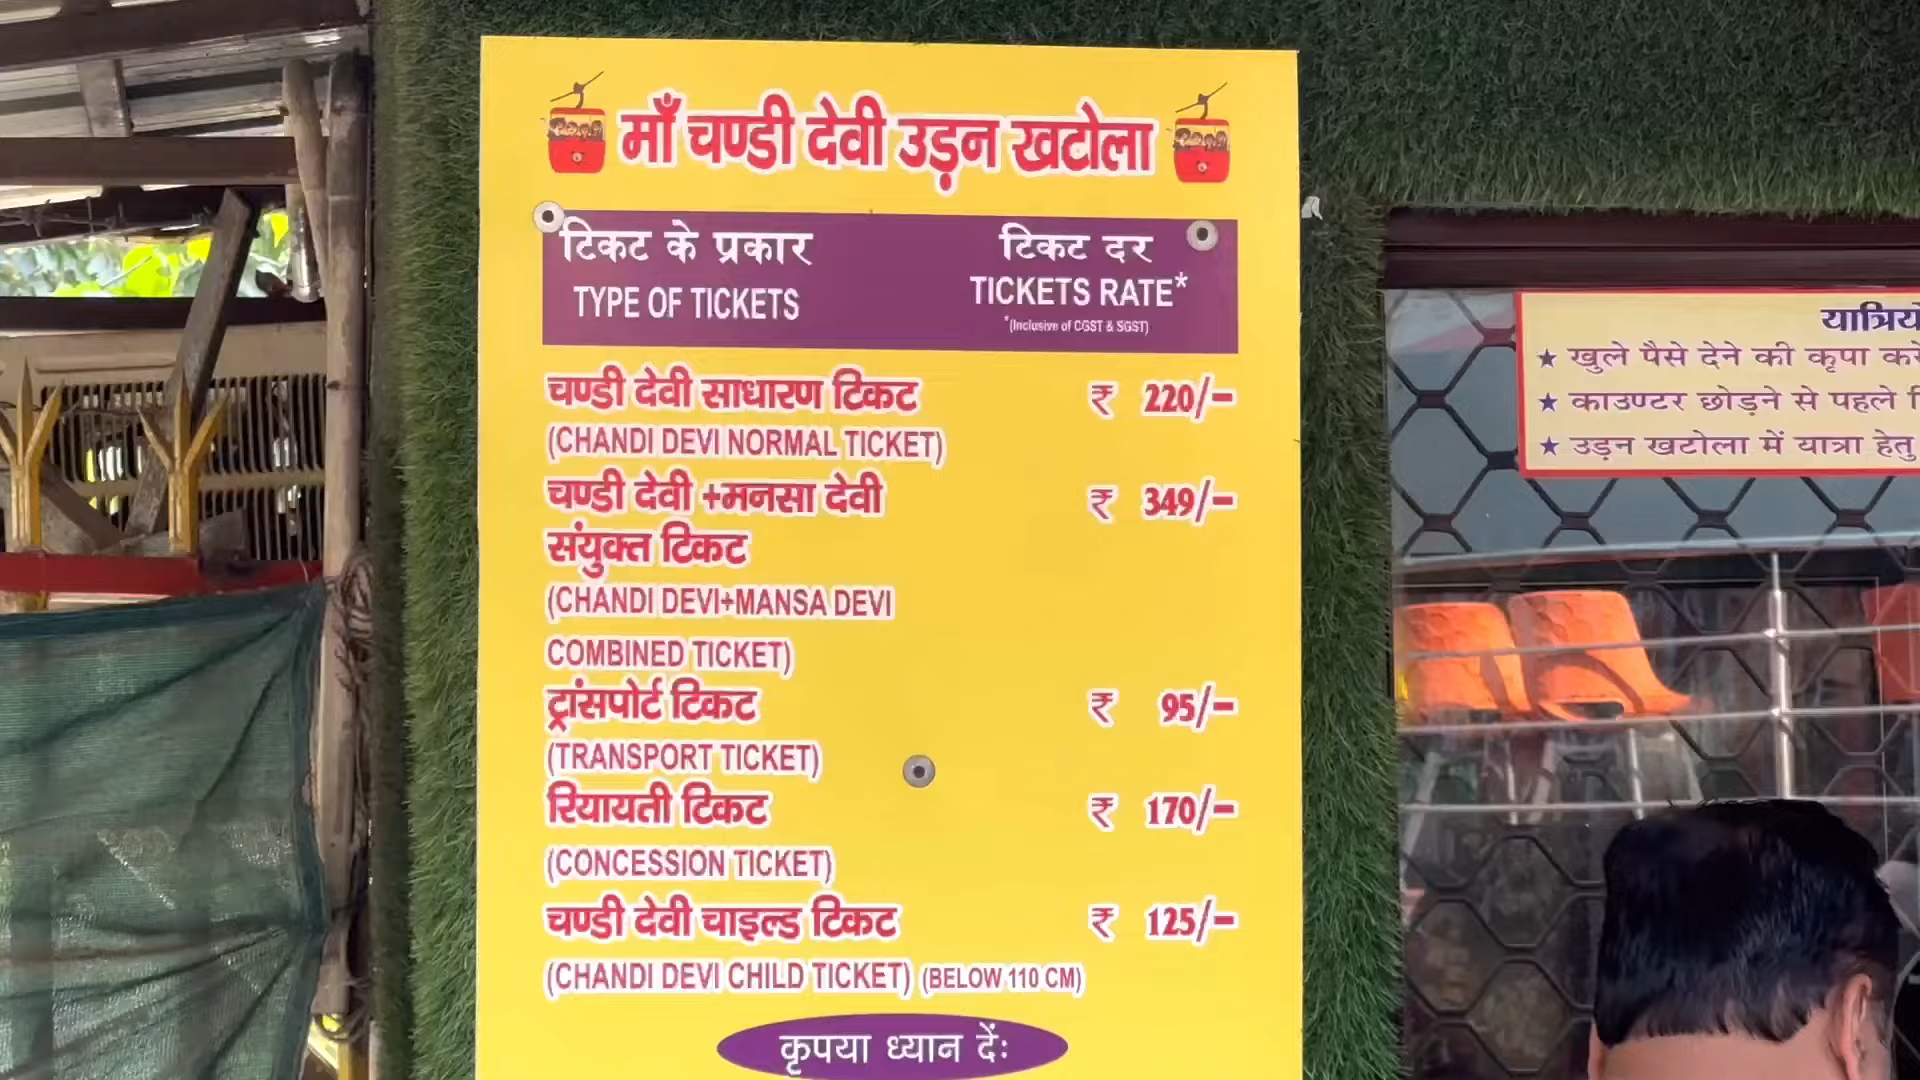 माँ चण्डी देवी उड़न खटोला
टिकट के प्रकार
टिकट दर
TYPE OF TICKETS
TICKETS RATE*
*(Inclusive of CGST & SGST)
चण्डी देवी साधारण टिकट ₹ 220/-
(CHANDI DEVI NORMAL TICKET)
चण्डी देवी +मनसा देवी ₹ 349/-
संयुक्त टिकट
(CHANDI DEVI+MANSA DEVI
COMBINED TICKET)
ट्रांसपोर्ट टिकट ₹ 95/-
(TRANSPORT TICKET)
रियायती टिकट ₹ 170/-
(CONCESSION TICKET)
चण्डी देवी चाइल्ड टिकट ₹ 125/-
(CHANDI DEVI CHILD TICKET) (BELOW 110 CM)
कृपया ध्यान दें:
★ खुले पैसे देने की कृपा करें
★ काउण्टर छोड़ने से पहले
★ उड़न खटोला में यात्रा हेतु